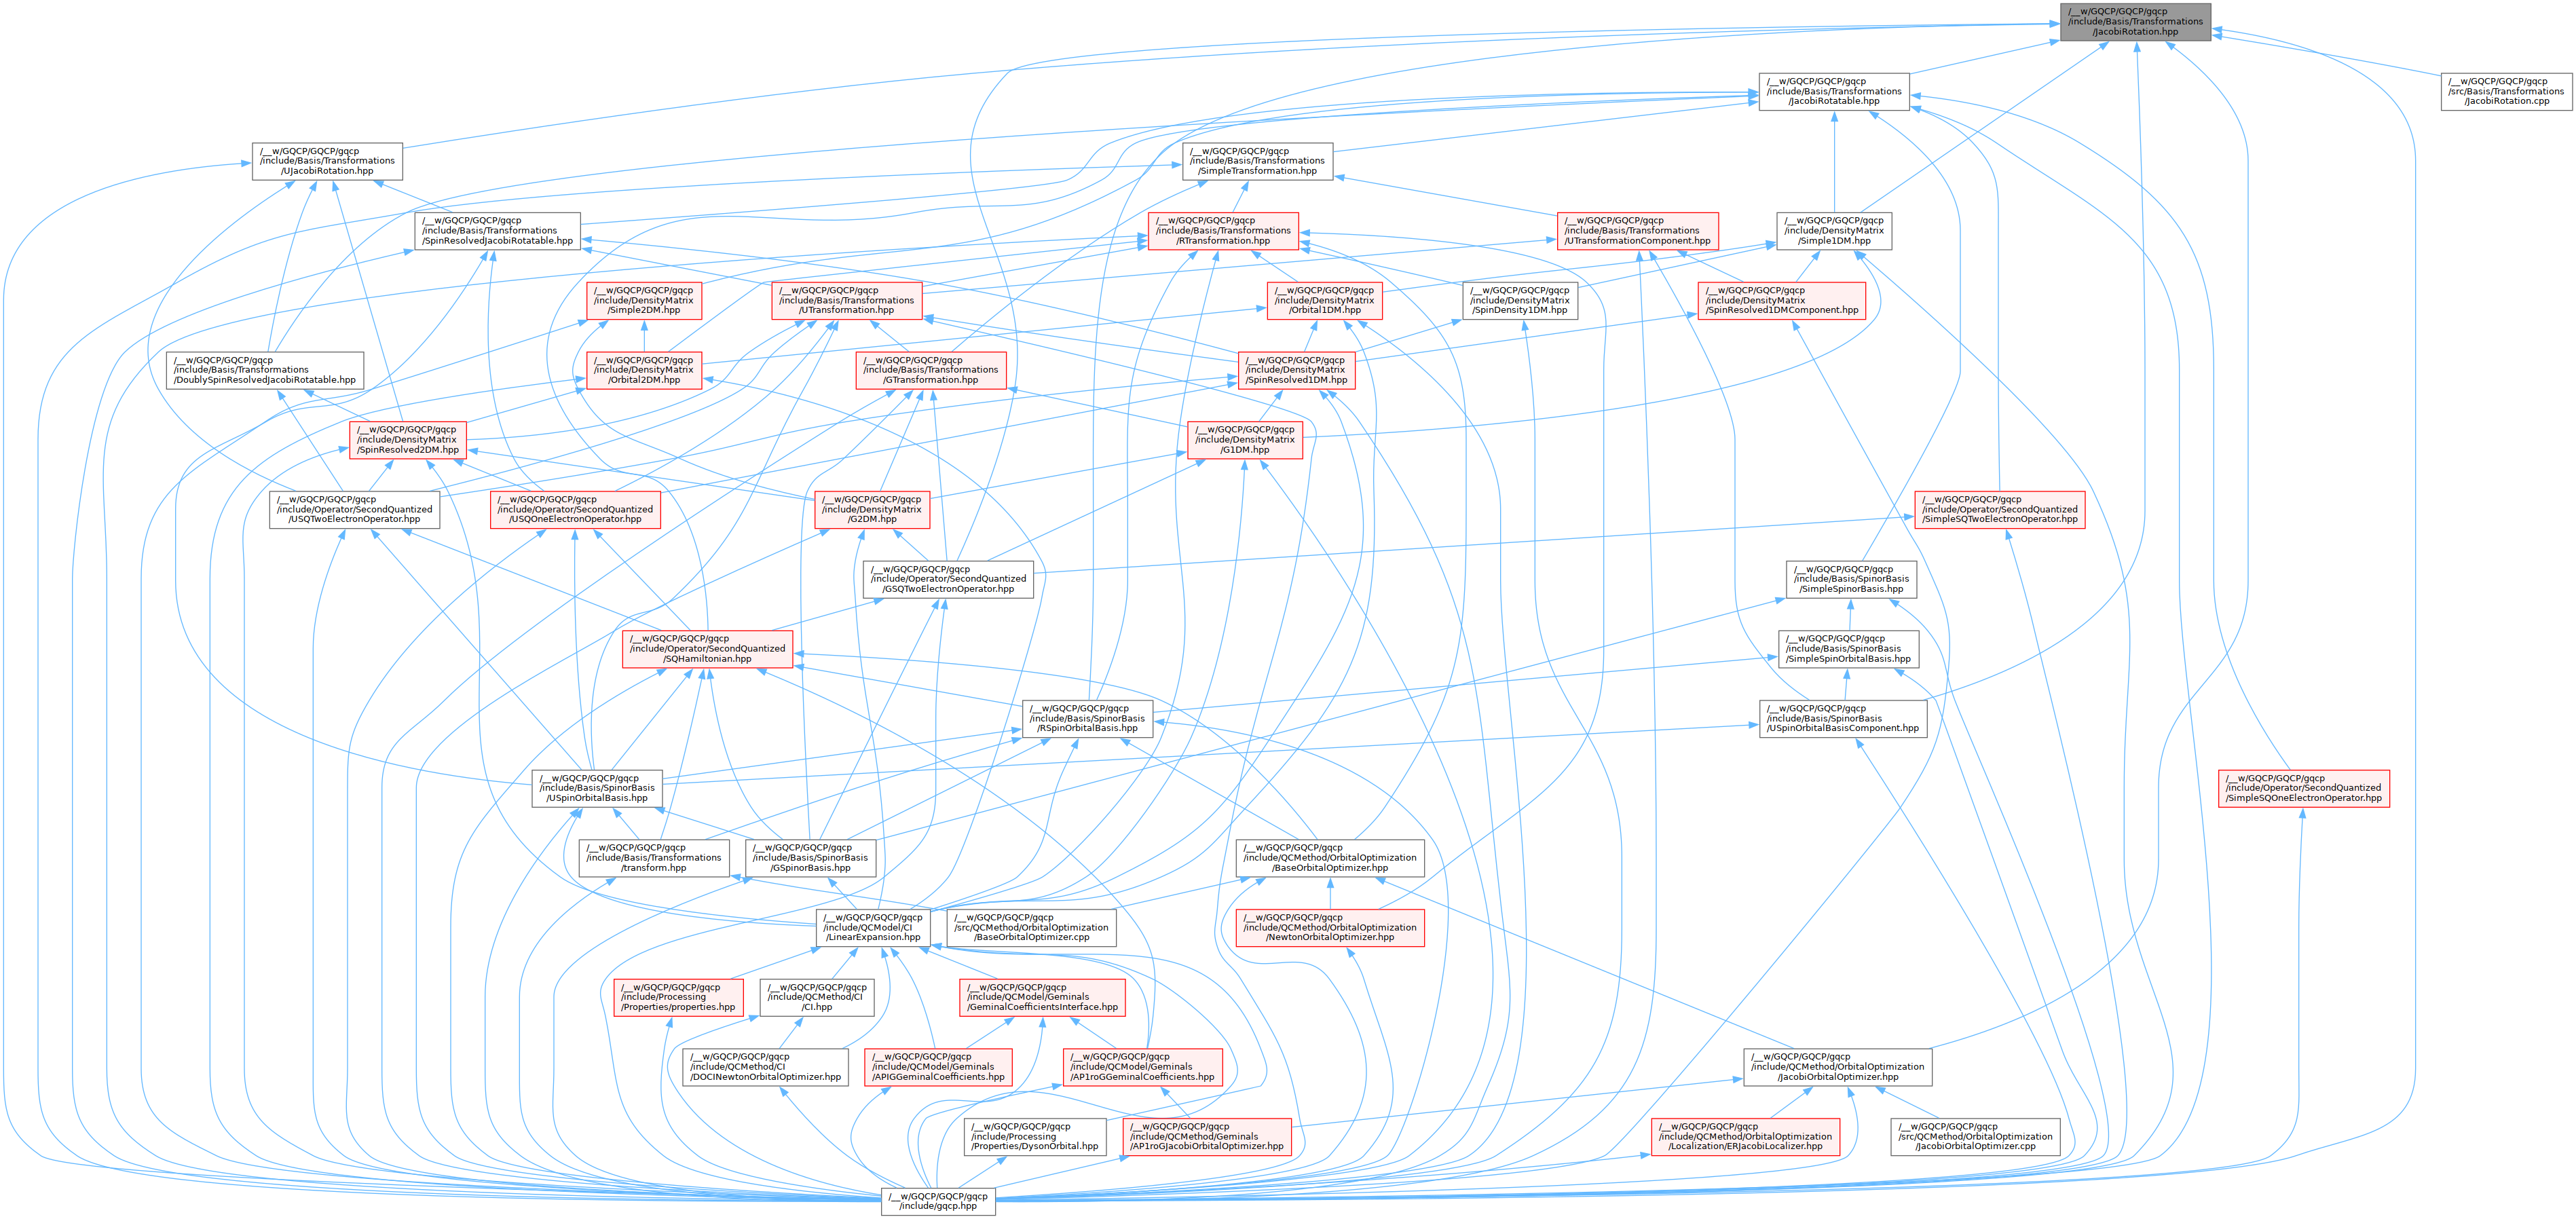 /__w/GQCP/GQCP/gqcp
/include/Basis/Transformations
/JacobiRotation.hpp
/__w/GQCP/GQCP/gqcp
/include/Basis/Transformations
/JacobiRotatable.hpp
/__w/GQCP/GQCP/gqcp
/src/Basis/Transformations
/JacobiRotation.cpp
/__w/GQCP/GQCP/gqcp
/include/Basis/Transformations
/UJacobiRotation.hpp
/__w/GQCP/GQCP/gqcp
/include/Basis/Transformations
/SimpleTransformation.hpp
/__w/GQCP/GQCP/gqcp
/include/Basis/Transformations
/SpinResolvedJacobiRotatable.hpp
/__w/GQCP/GQCP/gqcp
/include/Basis/Transformations
/RTransformation.hpp
/__w/GQCP/GQCP/gqcp
/include/Basis/Transformations
/UTransformationComponent.hpp
/__w/GQCP/GQCP/gqcp
/include/DensityMatrix
/Simple1DM.hpp
/__w/GQCP/GQCP/gqcp
/include/DensityMatrix
/Simple2DM.hpp
/__w/GQCP/GQCP/gqcp
/include/Basis/Transformations
/UTransformation.hpp
/__w/GQCP/GQCP/gqcp
/include/DensityMatrix
/Orbital1DM.hpp
/__w/GQCP/GQCP/gqcp
/include/DensityMatrix
/SpinDensity1DM.hpp
/__w/GQCP/GQCP/gqcp
/include/DensityMatrix
/SpinResolved1DMComponent.hpp
/__w/GQCP/GQCP/gqcp
/include/Basis/Transformations
/DoublySpinResolvedJacobiRotatable.hpp
/__w/GQCP/GQCP/gqcp
/include/DensityMatrix
/Orbital2DM.hpp
/__w/GQCP/GQCP/gqcp
/include/Basis/Transformations
/GTransformation.hpp
/__w/GQCP/GQCP/gqcp
/include/DensityMatrix
/SpinResolved1DM.hpp
/__w/GQCP/GQCP/gqcp
/include/DensityMatrix
/SpinResolved2DM.hpp
/__w/GQCP/GQCP/gqcp
/include/DensityMatrix
/G1DM.hpp
/__w/GQCP/GQCP/gqcp
/include/Operator/SecondQuantized
/USQTwoElectronOperator.hpp
/__w/GQCP/GQCP/gqcp
/include/Operator/SecondQuantized
/USQOneElectronOperator.hpp
/__w/GQCP/GQCP/gqcp
/include/DensityMatrix
/G2DM.hpp
/__w/GQCP/GQCP/gqcp
/include/Operator/SecondQuantized
/SimpleSQTwoElectronOperator.hpp
/__w/GQCP/GQCP/gqcp
/include/Operator/SecondQuantized
/GSQTwoElectronOperator.hpp
/__w/GQCP/GQCP/gqcp
/include/Basis/SpinorBasis
/SimpleSpinorBasis.hpp
/__w/GQCP/GQCP/gqcp
/include/Operator/SecondQuantized
/SQHamiltonian.hpp
/__w/GQCP/GQCP/gqcp
/include/Basis/SpinorBasis
/SimpleSpinOrbitalBasis.hpp
/__w/GQCP/GQCP/gqcp
/include/Basis/SpinorBasis
/RSpinOrbitalBasis.hpp
/__w/GQCP/GQCP/gqcp
/include/Basis/SpinorBasis
/USpinOrbitalBasisComponent.hpp
/__w/GQCP/GQCP/gqcp
/include/Basis/SpinorBasis
/USpinOrbitalBasis.hpp
/__w/GQCP/GQCP/gqcp
/include/Operator/SecondQuantized
/SimpleSQOneElectronOperator.hpp
/__w/GQCP/GQCP/gqcp
/include/Basis/Transformations
/transform.hpp
/__w/GQCP/GQCP/gqcp
/include/Basis/SpinorBasis
/GSpinorBasis.hpp
/__w/GQCP/GQCP/gqcp
/include/QCMethod/OrbitalOptimization
/BaseOrbitalOptimizer.hpp
/__w/GQCP/GQCP/gqcp
/include/QCModel/CI
/LinearExpansion.hpp
/__w/GQCP/GQCP/gqcp
/src/QCMethod/OrbitalOptimization
/BaseOrbitalOptimizer.cpp
/__w/GQCP/GQCP/gqcp
/include/QCMethod/OrbitalOptimization
/NewtonOrbitalOptimizer.hpp
/__w/GQCP/GQCP/gqcp
/include/Processing
/Properties/properties.hpp
/__w/GQCP/GQCP/gqcp
/include/QCMethod/CI
/CI.hpp
/__w/GQCP/GQCP/gqcp
/include/QCModel/Geminals
/GeminalCoefficientsInterface.hpp
/__w/GQCP/GQCP/gqcp
/include/QCMethod/CI
/DOCINewtonOrbitalOptimizer.hpp
/__w/GQCP/GQCP/gqcp
/include/QCModel/Geminals
/APIGGeminalCoefficients.hpp
/__w/GQCP/GQCP/gqcp
/include/QCModel/Geminals
/AP1roGGeminalCoefficients.hpp
/__w/GQCP/GQCP/gqcp
/include/QCMethod/OrbitalOptimization
/JacobiOrbitalOptimizer.hpp
/__w/GQCP/GQCP/gqcp
/include/Processing
/Properties/DysonOrbital.hpp
/__w/GQCP/GQCP/gqcp
/include/QCMethod/Geminals
/AP1roGJacobiOrbitalOptimizer.hpp
/__w/GQCP/GQCP/gqcp
/include/QCMethod/OrbitalOptimization
/Localization/ERJacobiLocalizer.hpp
/__w/GQCP/GQCP/gqcp
/src/QCMethod/OrbitalOptimization
/JacobiOrbitalOptimizer.cpp
/__w/GQCP/GQCP/gqcp
/include/gqcp.hpp